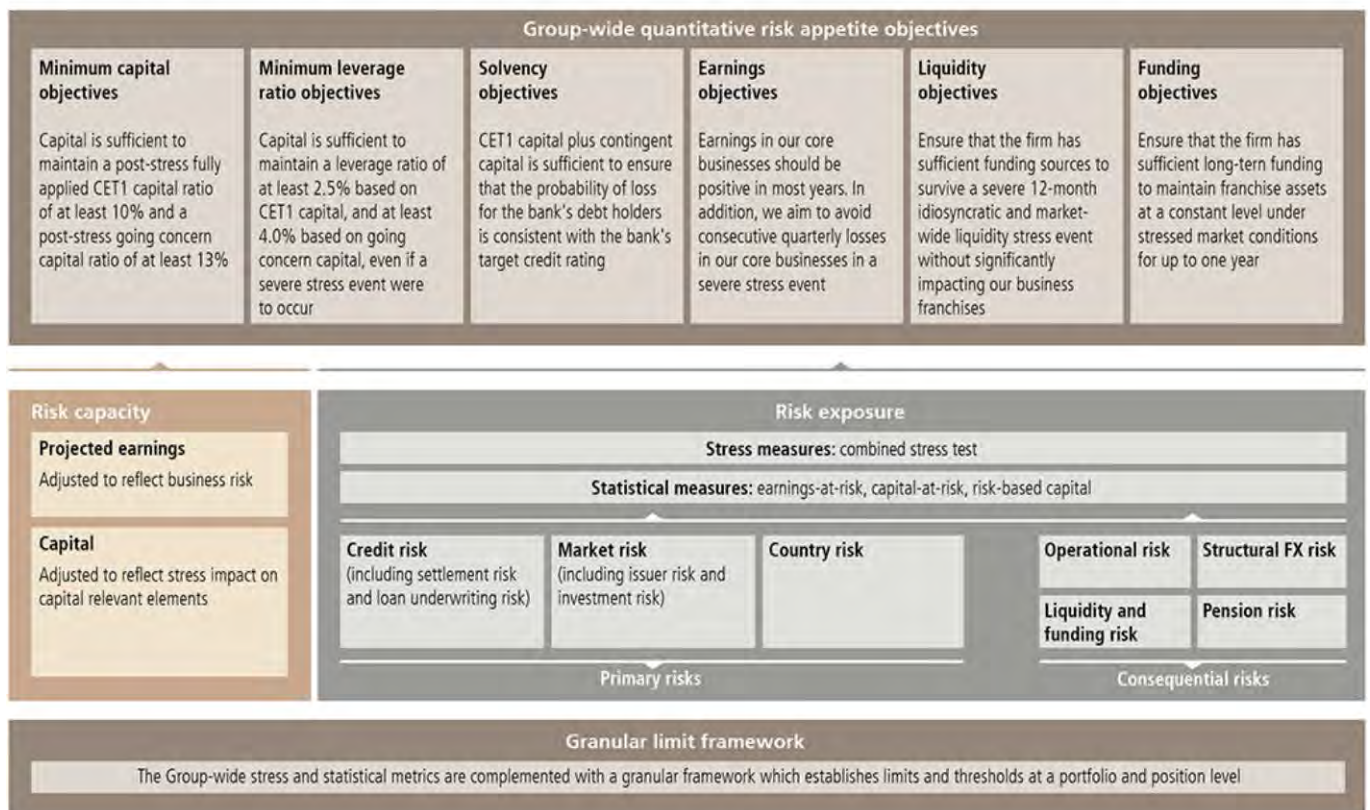 Group-wide quantitative risk appetite objectives
Minimum capital
objectives
Capital is sufficient to
maintain a post-stress fully
applied CET1 capital ratio
of at least 10% and a
post-stress going concern
capital ratio of at least 13%
Minimum leverage
ratio objectives
Capital is sufficient to
maintain a leverage ratio of
at least 2.5% based on
CET1 capital, and at least
4.0% based on going
concern capital, even if a
severe stress event were
to occur
Solvency
objectives
CET1 capital plus contingent
capital is sufficient to ensure
that the probability of loss
for the bank's debt holders
is consistent with the bank's
target credit rating
Earnings
objectives
Earnings in our core
businesses should be
positive in most years. In
addition, we aim to avoid
consecutive quarterly losses
in our core businesses in a
severe stress event
Liquidity
objectives
Ensure that the firm has
sufficient funding sources to
survive a severe 12-month
idiosyncratic and market-
wide liquidity stress event
without significantly
impacting our business
franchises
Funding
objectives
Ensure that the firm has
sufficient long-tern funding
to maintain franchise assets
at a constant level under
stressed market conditions
for up to one year
Risk capacity
Projected earnings
Adjusted to reflect business risk
Capital
Adjusted to reflect stress impact on
capital relevant elements
Risk exposure
Stress measures: combined stress test
Statistical measures: earnings-at-risk, capital-at-risk, risk-based capital
Credit risk
(including settlement risk
and loan underwriting risk)
Market risk
(including issuer risk and
investment risk)
Country risk
Primary risks
Operational risk
Structural FX risk
Liquidity and
funding risk
Pension risk
Consequential risks
Granular limit framework
The Group-wide stress and statistical metrics are complemented with a granular framework which establishes limits and thresholds at a portfolio and position level